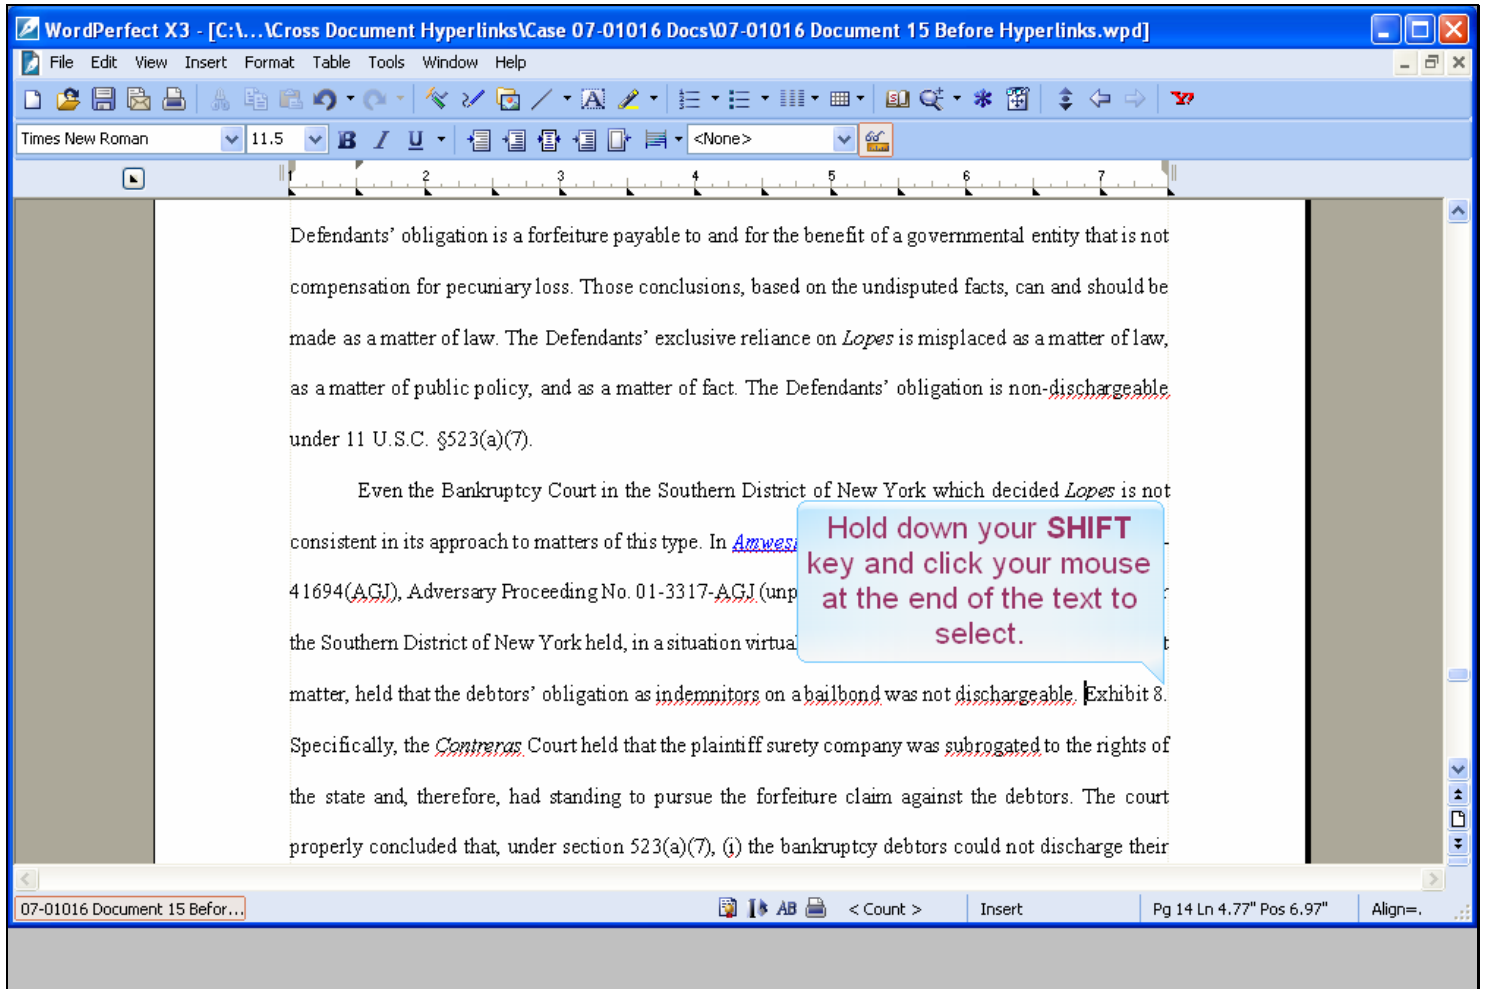 WordPerfect X3 - [C:\...\Cross Document Hyperlinks\Case 07-01016 Docs\07-01016 Document 15 Before Hyperlinks.wpd]
File Edit View Insert Format Table Tools Window Help
Times New Roman 11.5 B I U <None>
1 2 3 4 5 6 7
Defendants’ obligation is a forfeiture payable to and for the benefit of a governmental entity that is not
compensation for pecuniary loss. Those conclusions, based on the undisputed facts, can and should be
made as a matter of law. The Defendants’ exclusive reliance on Lopes is misplaced as a matter of law,
as a matter of public policy, and as a matter of fact. The Defendants’ obligation is non-dischargeable
under 11 U.S.C. §523(a)(7).
Even the Bankruptcy Court in the Southern District of New York which decided Lopes is not
consistent in its approach to matters of this type. In Amwest -
41694(AGJ), Adversary Proceeding No. 01-3317-AGJ (unp r
the Southern District of New York held, in a situation virtual t
Hold down your SHIFT
key and click your mouse
at the end of the text to
select.
matter, held that the debtors’ obligation as indemnitors on a bailbond was not dischargeable. Exhibit 8.
Specifically, the Contreras Court held that the plaintiff surety company was subrogated to the rights of
the state and, therefore, had standing to pursue the forfeiture claim against the debtors. The court
properly concluded that, under section 523(a)(7), (i) the bankruptcy debtors could not discharge their
07-01016 Document 15 Befor... AB < Count > Insert Pg 14 Ln 4.77" Pos 6.97" Align=.